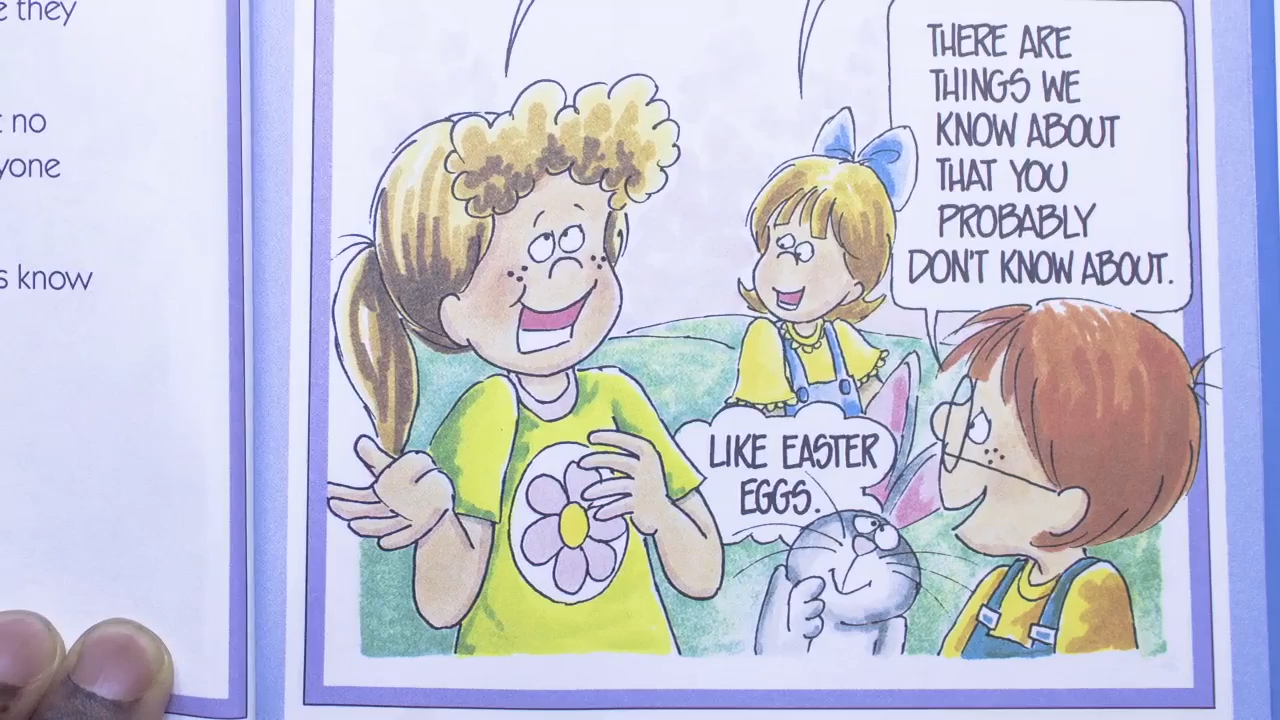 e they
no
yone
s know
THERE ARE
THINGS WE
KNOW ABOUT
THAT YOU
PROBABLY
DON'T KNOW ABOUT.
LIKE EASTER
EGGS.